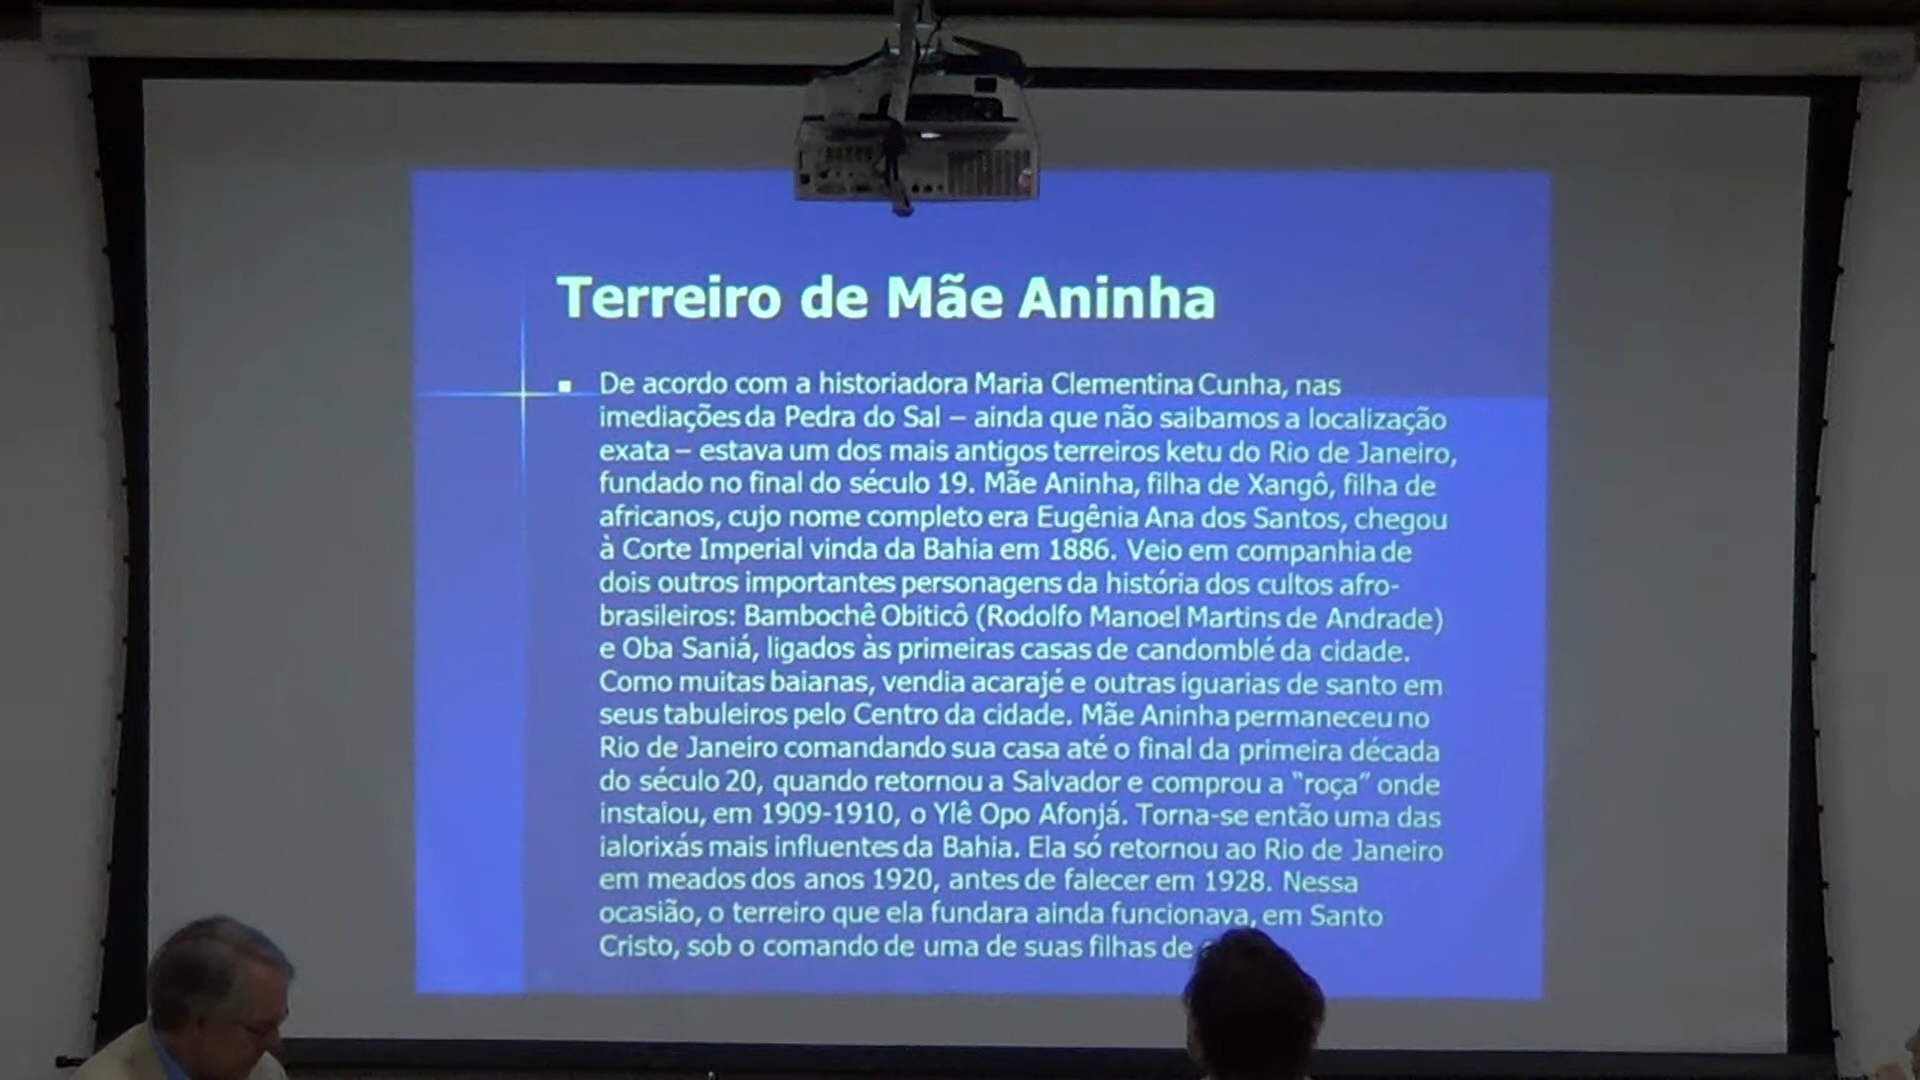 Terreiro de Mãe Aninha
De acordo com a historiadora Maria Clementina Cunha, nas
imediações da Pedra do Sal – ainda que não saibamos a localização
exata – estava um dos mais antigos terreiros ketu do Rio de Janeiro,
fundado no final do século 19. Mãe Aninha, filha de Xangô, filha de
africanos, cujo nome completo era Eugênia Ana dos Santos, chegou
à Corte Imperial vinda da Bahia em 1886. Veio em companhia de
dois outros importantes personagens da história dos cultos afro-
brasileiros: Bambochê Obiticô (Rodolfo Manoel Martins de Andrade)
e Oba Saniá, ligados às primeiras casas de candomblé da cidade.
Como muitas baianas, vendia acarajé e outras iguarias de santo em
seus tabuleiros pelo Centro da cidade. Mãe Aninha permaneceu no
Rio de Janeiro comandando sua casa até o final da primeira década
do século 20, quando retornou a Salvador e comprou a “roça” onde
instalou, em 1909-1910, o Ylê Opo Afonjá. Torna-se então uma das
ialorixás mais influentes da Bahia. Ela só retornou ao Rio de Janeiro
em meados dos anos 1920, antes de falecer em 1928. Nessa
ocasião, o terreiro que ela fundara ainda funcionava, em Santo
Cristo, sob o comando de uma de suas filhas de